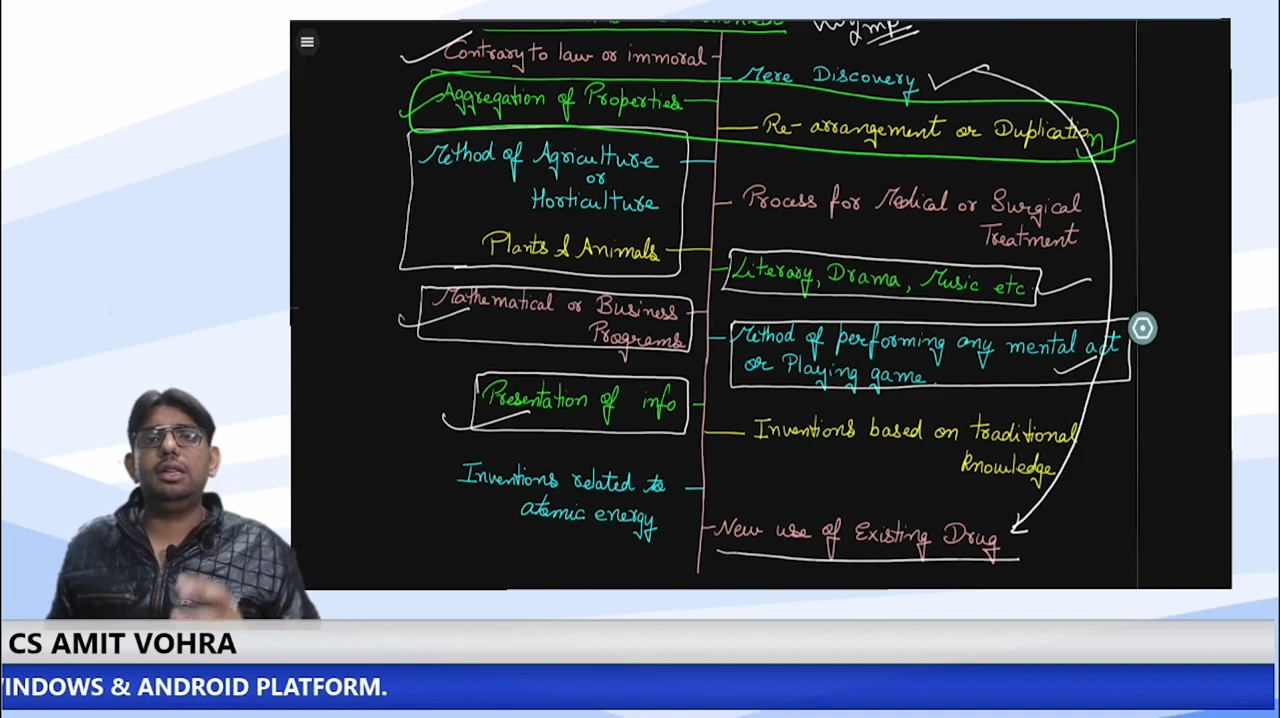 Contrary to law or immoral
Mere Discovery
Aggregation of Properties
Re-arrangement or Duplication
Method of Agriculture
or
Horticulture
Process for Medical or Surgical
Treatment
Plants & Animals
Literary, Drama, Music etc
Mathematical or Business
Programs
Method of performing any mental act
or Playing game.
Presentation of info
Inventions based on traditional
knowledge
Inventions related to
atomic energy
New use of Existing Drug
CS AMIT VOHRA
WINDOWS & ANDROID PLATFORM.